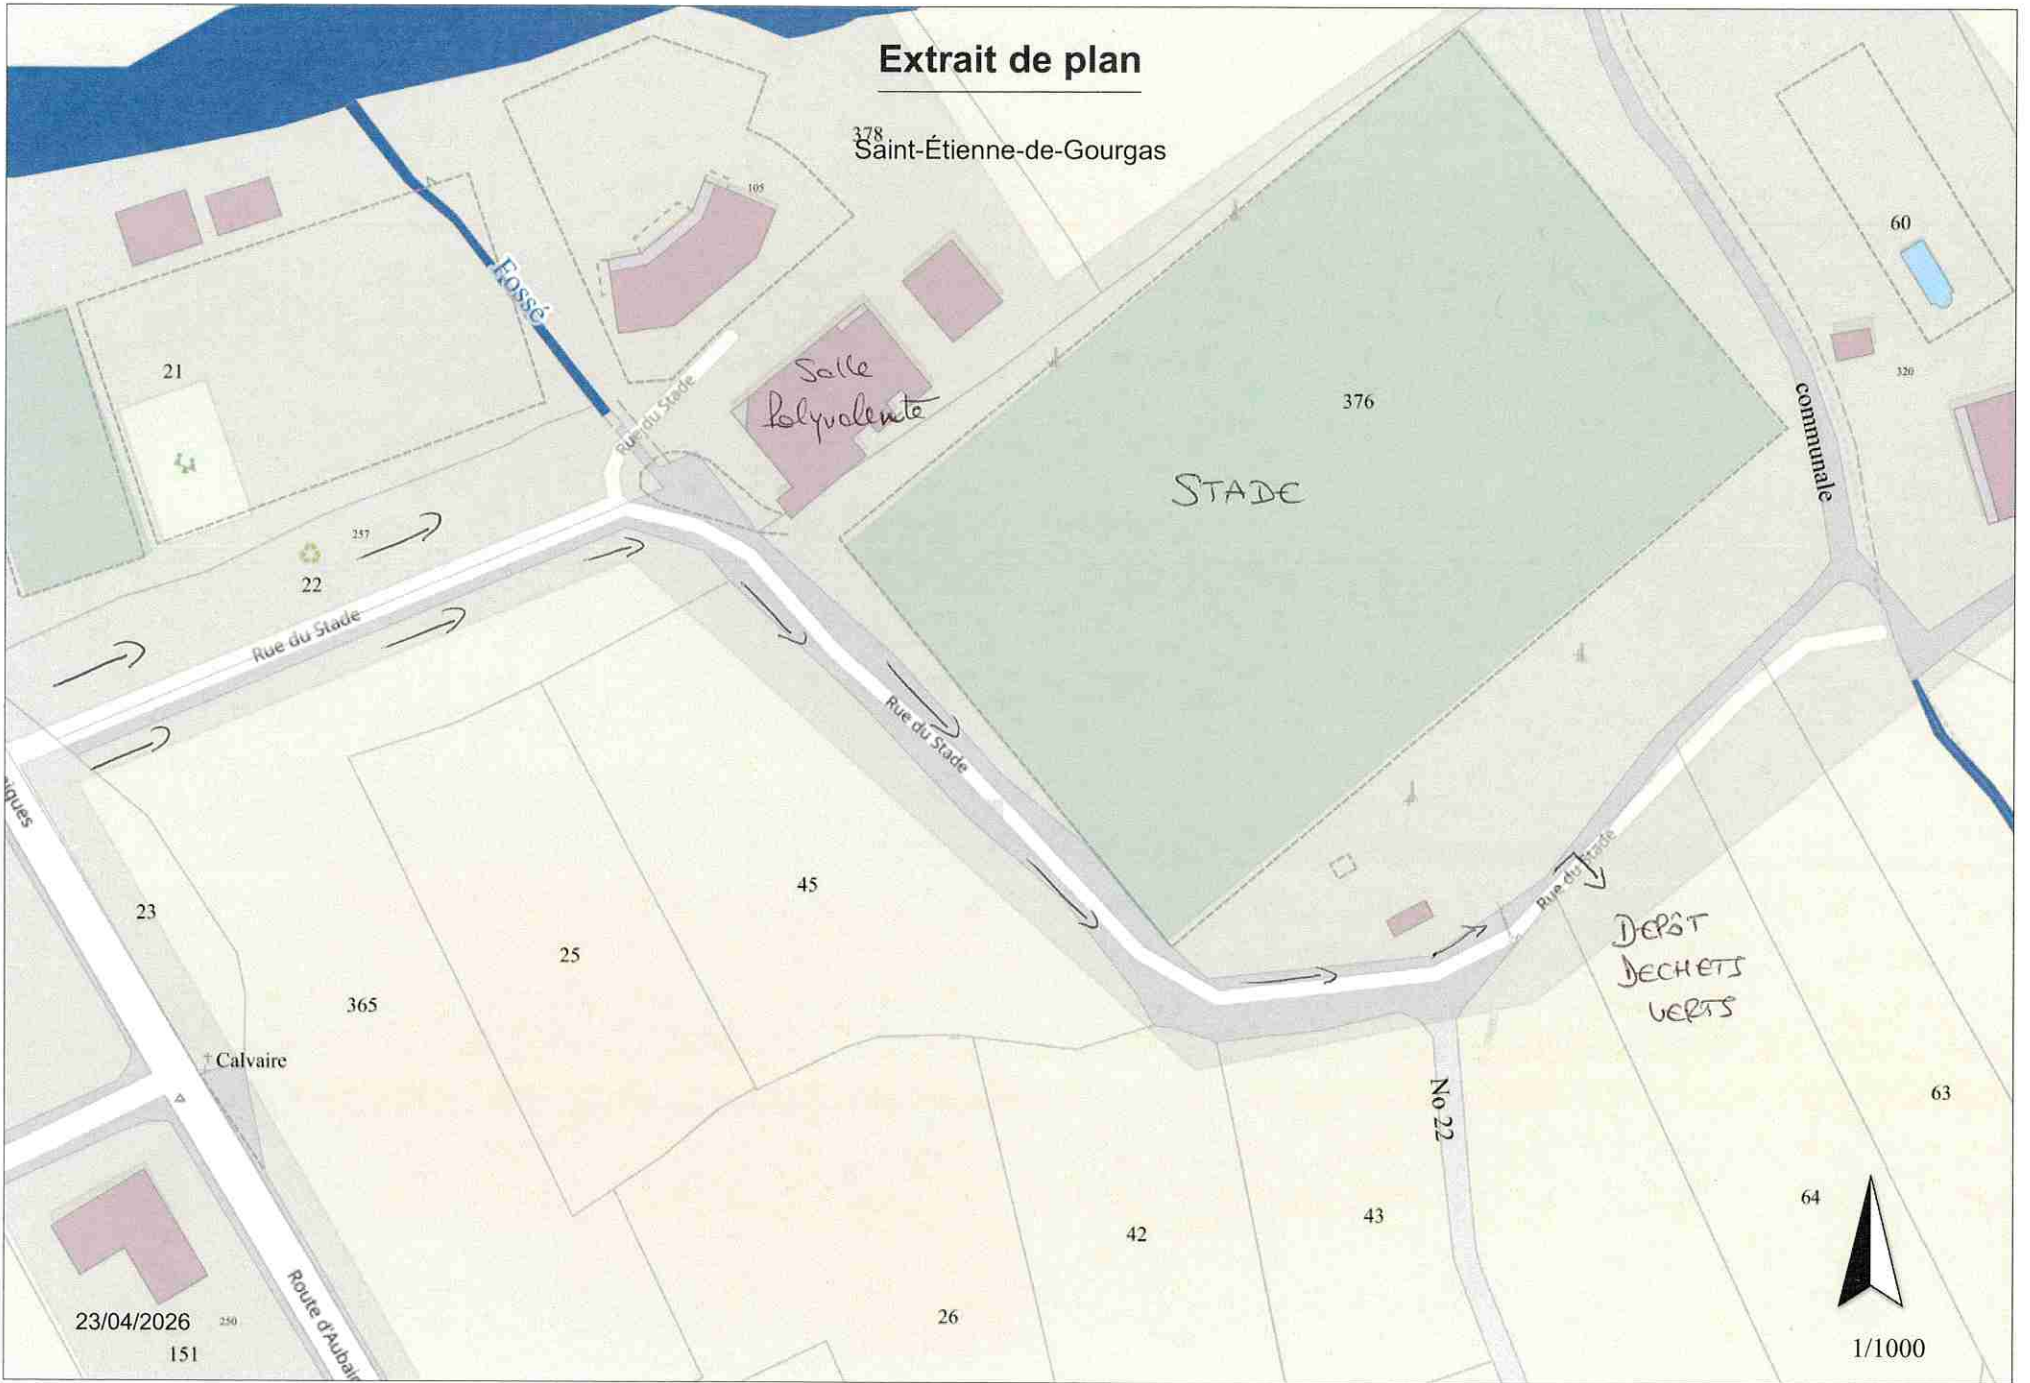 Extrait de plan
378
Saint-Étienne-de-Gourgas
105
60
Fossé
21
Salle
Polyvalente
Rue du Stade
376
communale
320
STADE
257
22
Rue du Stade
Rue du Stade
Rue du Stade
45
23
25
DEPÔT
DECHETS
VERTS
365
Calvaire
No 22
63
64
43
42
26
Route d'Aubai
23/04/2026
250
151
1/1000